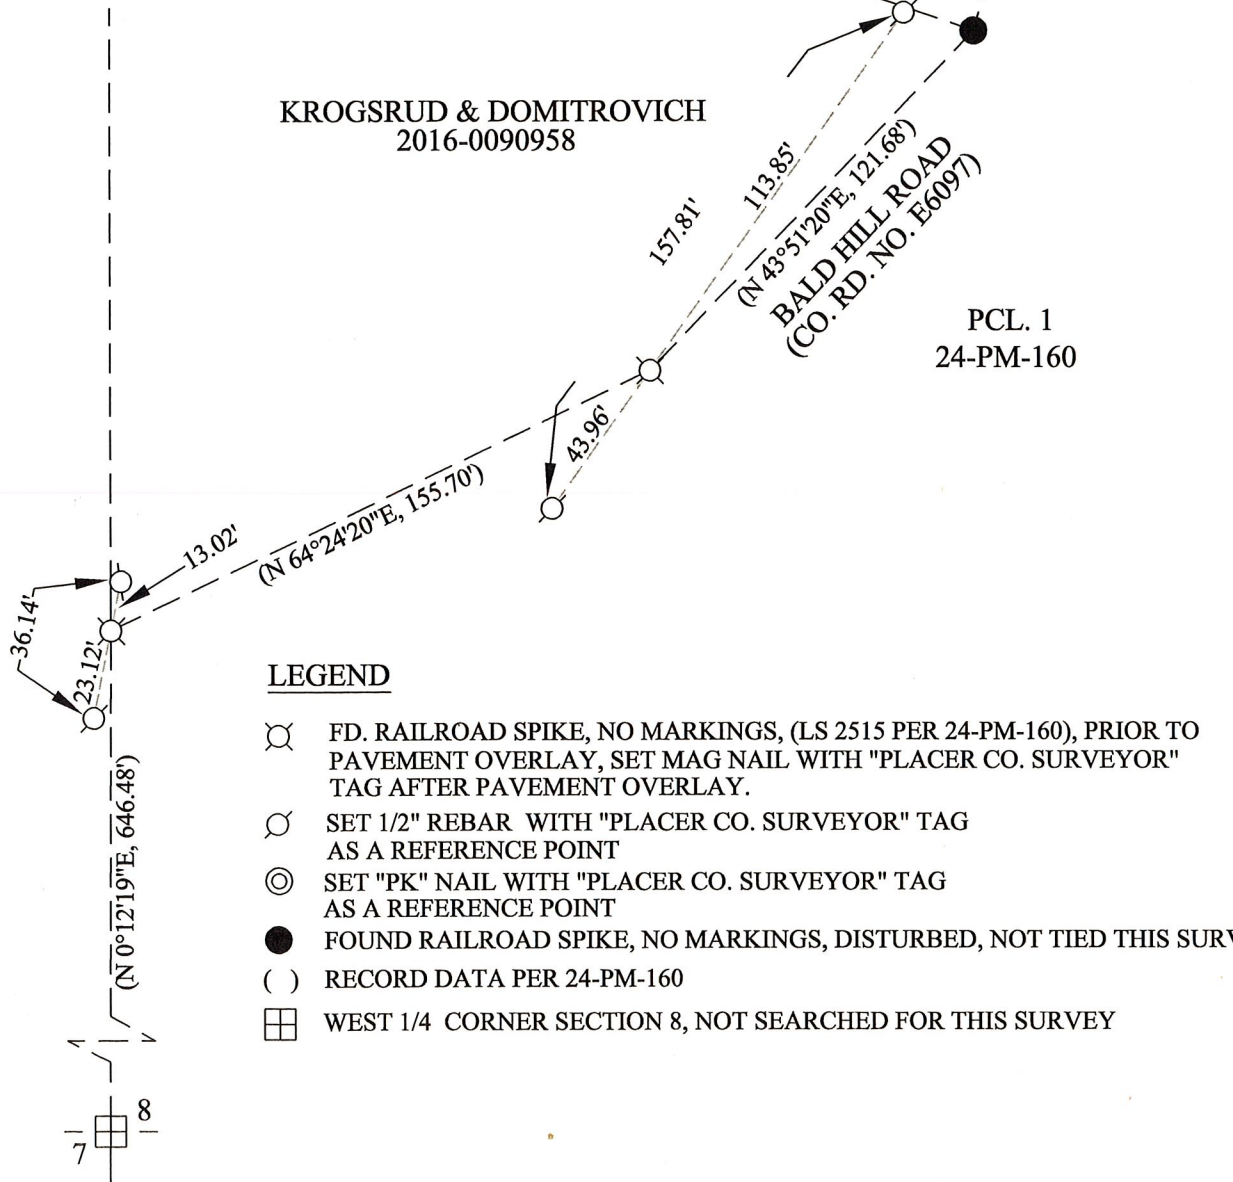 KROGSRUD & DOMITROVICH
2016-0090958
157.81'
113.85'
(N 43°51'20"E, 121.68')
BALD HILL ROAD
(CO. RD. NO. E6097)
PCL. 1
24-PM-160
43.96'
(N 64°24'20"E, 155.70')
13.02'
36.14'
23.12'
(N 0°12'19"E, 646.48')
LEGEND
FD. RAILROAD SPIKE, NO MARKINGS, (LS 2515 PER 24-PM-160), PRIOR TO
PAVEMENT OVERLAY, SET MAG NAIL WITH "PLACER CO. SURVEYOR"
TAG AFTER PAVEMENT OVERLAY.
SET 1/2" REBAR WITH "PLACER CO. SURVEYOR" TAG
AS A REFERENCE POINT
SET "PK" NAIL WITH "PLACER CO. SURVEYOR" TAG
AS A REFERENCE POINT
FOUND RAILROAD SPIKE, NO MARKINGS, DISTURBED, NOT TIED THIS SURV
( ) RECORD DATA PER 24-PM-160
WEST 1/4 CORNER SECTION 8, NOT SEARCHED FOR THIS SURVEY
8
7